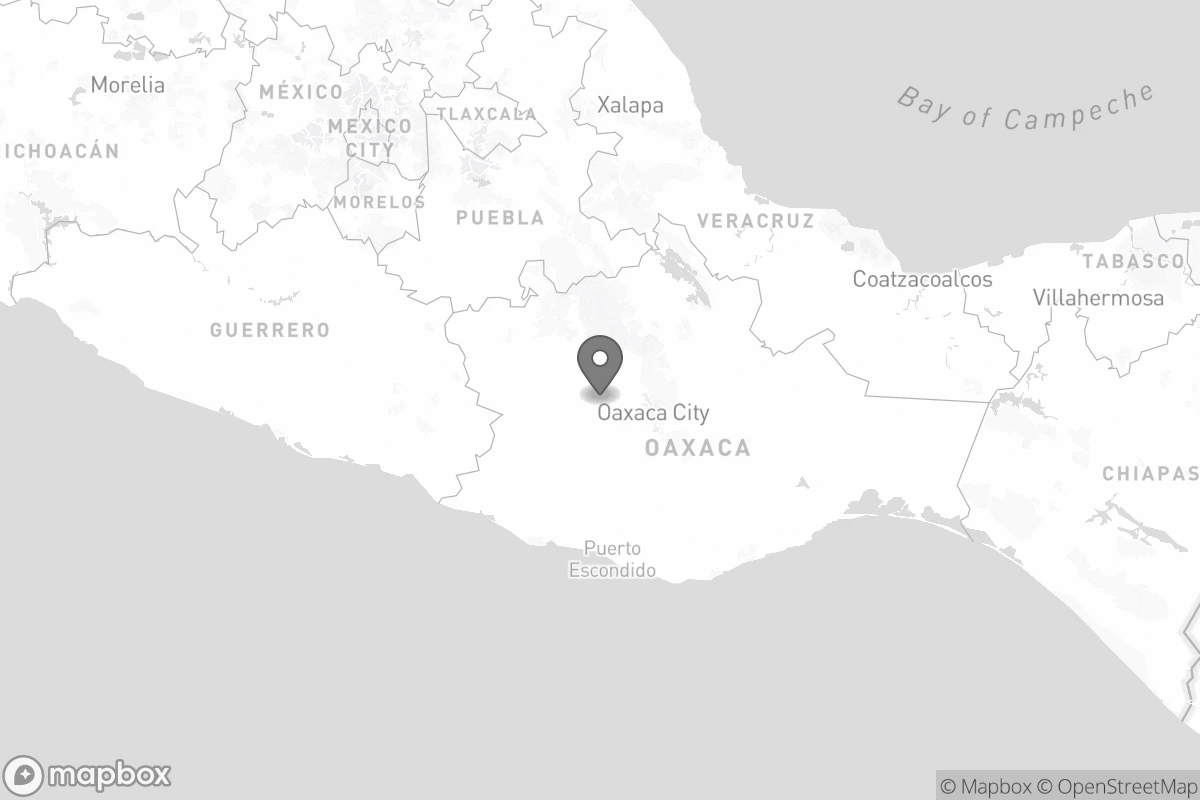 Morelia
MÉXICO
Xalapa
TLAXCALA
Bay of Campeche
MEXICO
CITY
ICHOACÁN
MORELOS
PUEBLA
VERACRUZ
TABASCO
Coatzacoalcos
Villahermosa
GUERRERO
Oaxaca City
OAXACA
CHIAPAS
Puerto
Escondido
mapbox
© Mapbox © OpenStreetMap